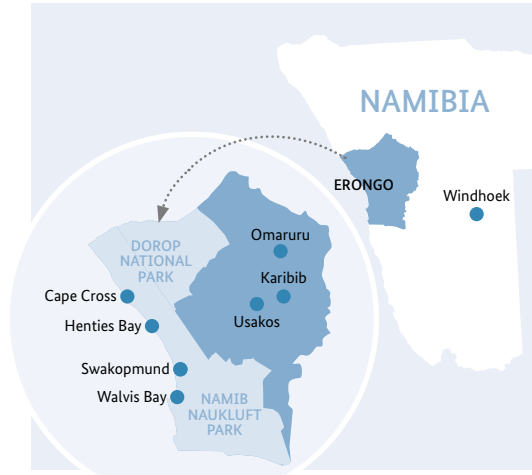 NAMIBIA
ERONGO
Windhoek
DOROP
NATIONAL
PARK
Omaruru
Karibib
Usakos
Cape Cross
Henties Bay
Swakopmund
Walvis Bay
NAMIB
NAUKLUFT
PARK